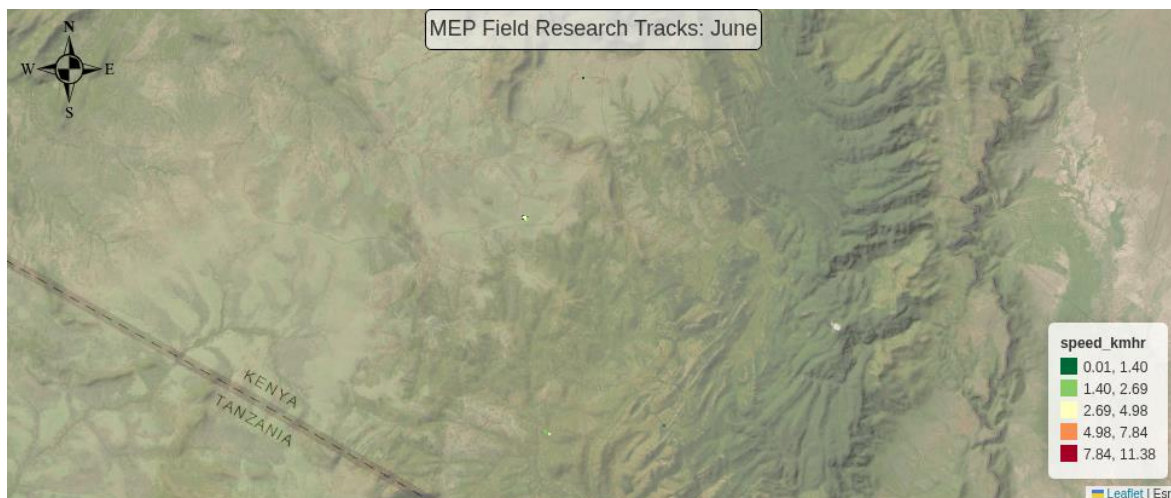 MEP Field Research Tracks: June
N
W E
S
KENYA
TANZANIA
speed_kmhr
0.01, 1.40
1.40, 2.69
2.69, 4.98
4.98, 7.84
7.84, 11.38
Leaflet | Esr